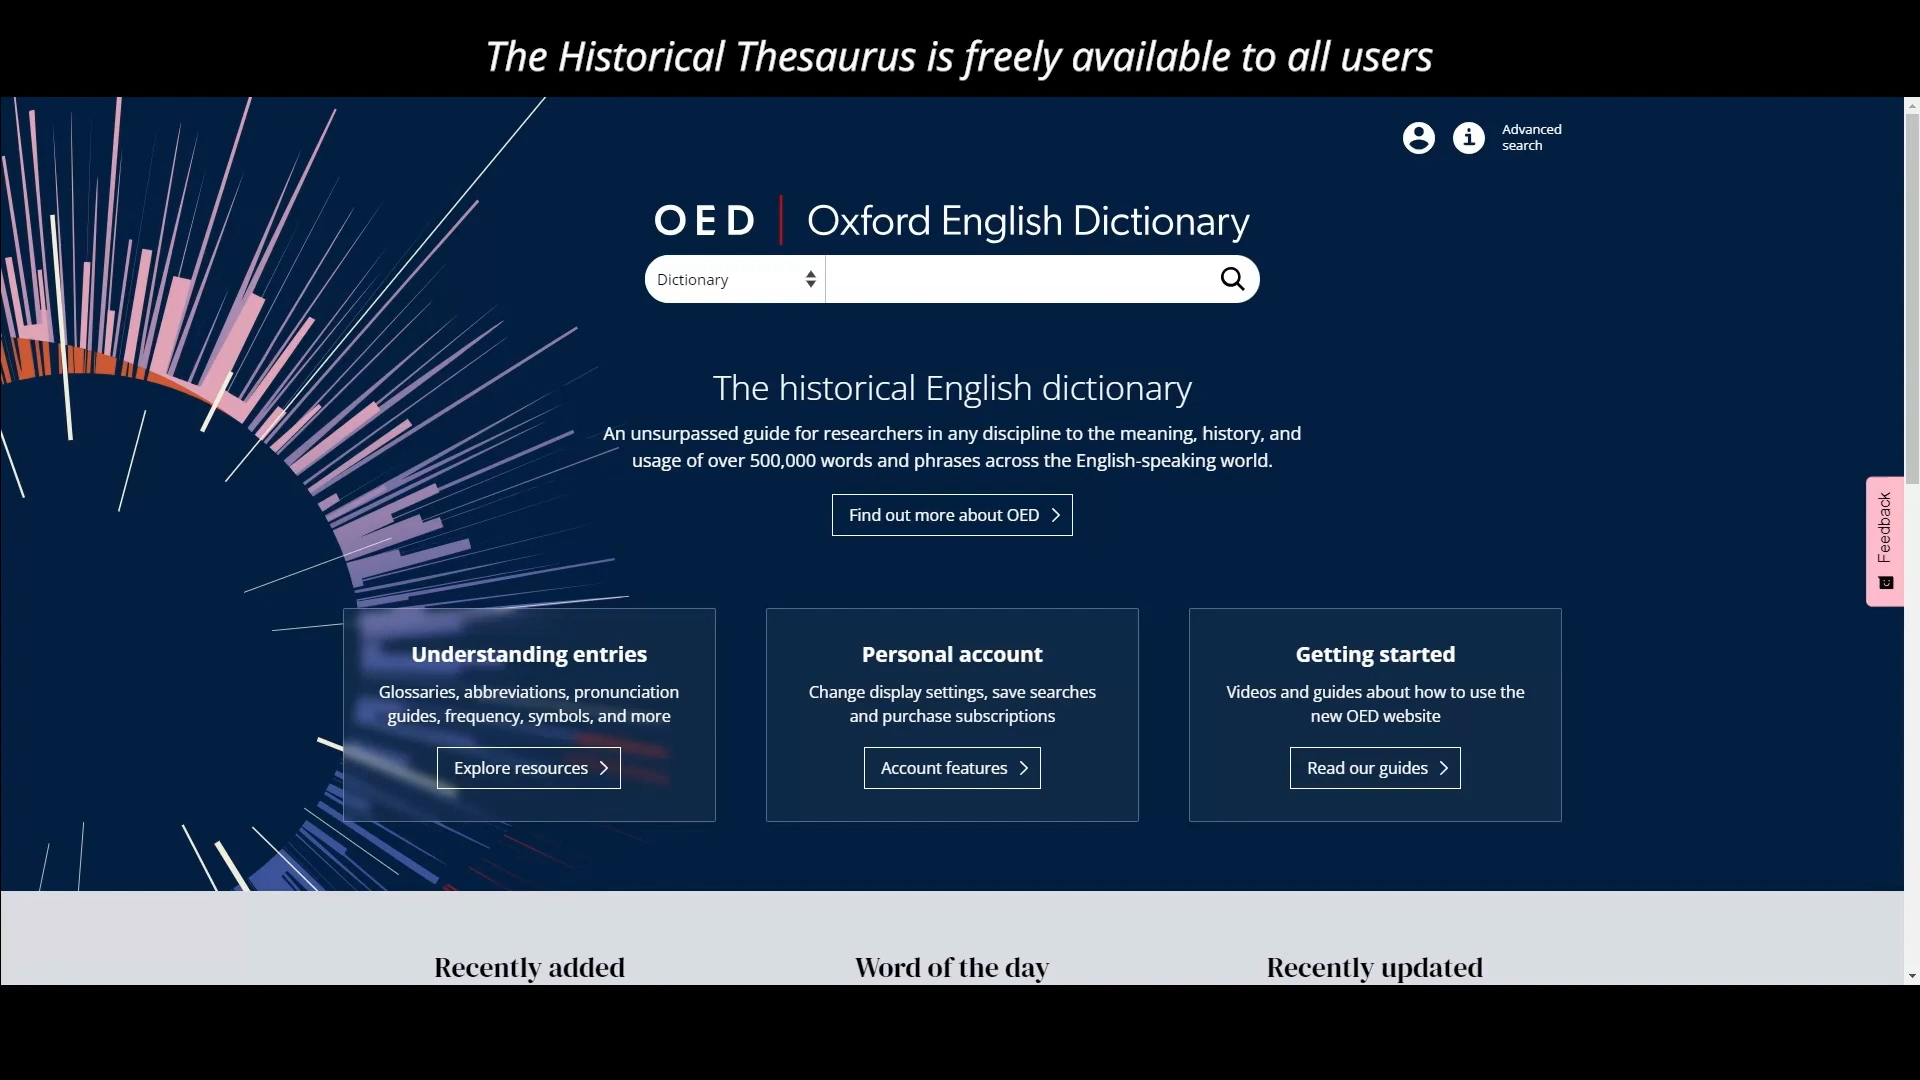 The Historical Thesaurus is freely available to all users
Advanced
search
OED | Oxford English Dictionary
Dictionary
The historical English dictionary
An unsurpassed guide for researchers in any discipline to the meaning, history, and
usage of over 500,000 words and phrases across the English-speaking world.
Find out more about OED
Feedback
Understanding entries
Glossaries, abbreviations, pronunciation
guides, frequency, symbols, and more
Explore resources
Personal account
Change display settings, save searches
and purchase subscriptions
Account features
Getting started
Videos and guides about how to use the
new OED website
Read our guides
Recently added
Word of the day
Recently updated